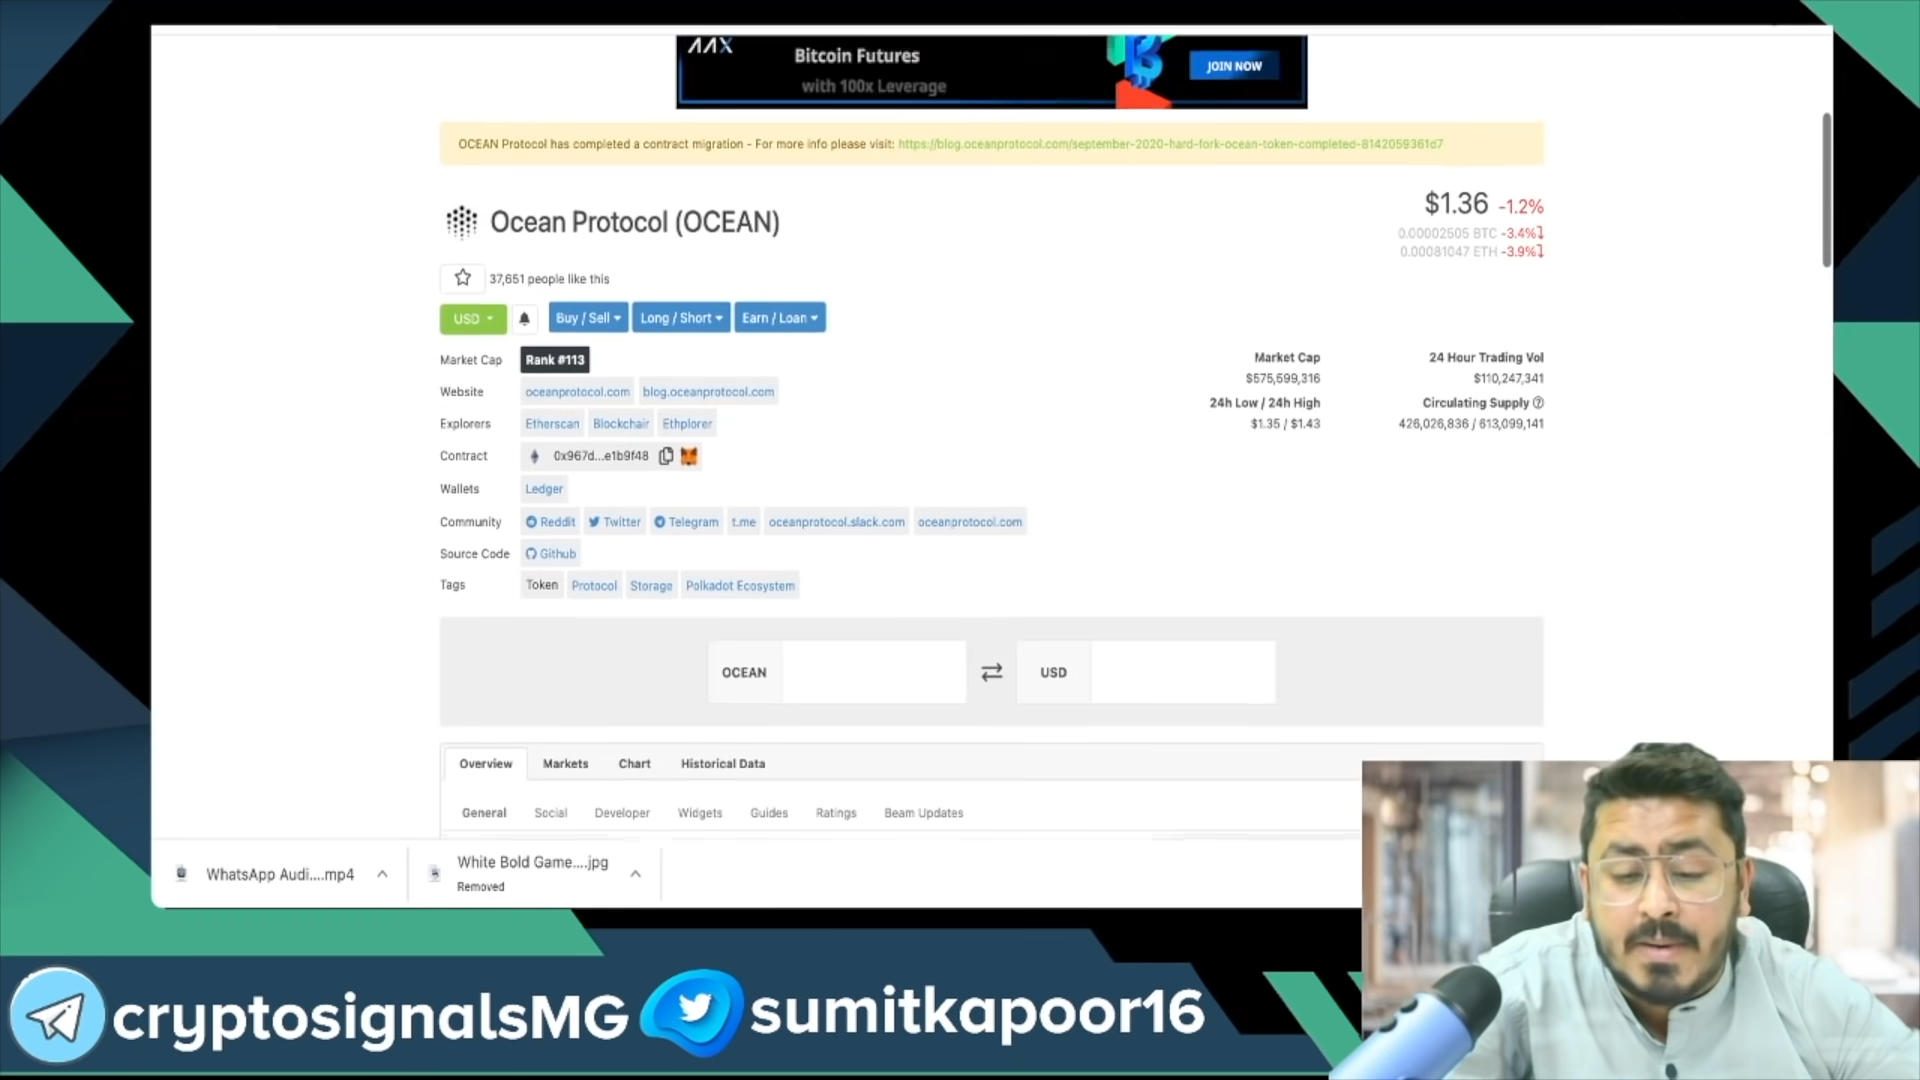 AAX
Bitcoin Futures
with 100x Leverage
JOIN NOW
OCEAN Protocol has completed a contract migration - For more info please visit: https://blog.oceanprotocol.com/september-2020-hard-fork-ocean-token-completed-8142059361d7
Ocean Protocol (OCEAN)
$1.36 -1.2%
0.00002505 BTC -3.4%
0.00081047 ETH -3.9%
37,651 people like this
USD
Buy / Sell
Long / Short
Earn / Loan
Market Cap Rank #113
Website oceanprotocol.com blog.oceanprotocol.com
Explorers Etherscan Blockchair Ethplorer
Contract 0x967d...e1b9f48
Wallets Ledger
Community Reddit Twitter Telegram t.me oceanprotocol.slack.com oceanprotocol.com
Source Code Github
Tags Token Protocol Storage Polkadot Ecosystem
Market Cap 24 Hour Trading Vol
$575,599,316 $110,247,341
24h Low / 24h High Circulating Supply
$1.35 / $1.43 426,026,836 / 613,099,141
OCEAN USD
Overview Markets Chart Historical Data
General Social Developer Widgets Guides Ratings Beam Updates
WhatsApp Audi....mp4
White Bold Game....jpg
Removed
cryptosignalsMG sumitkapoor16